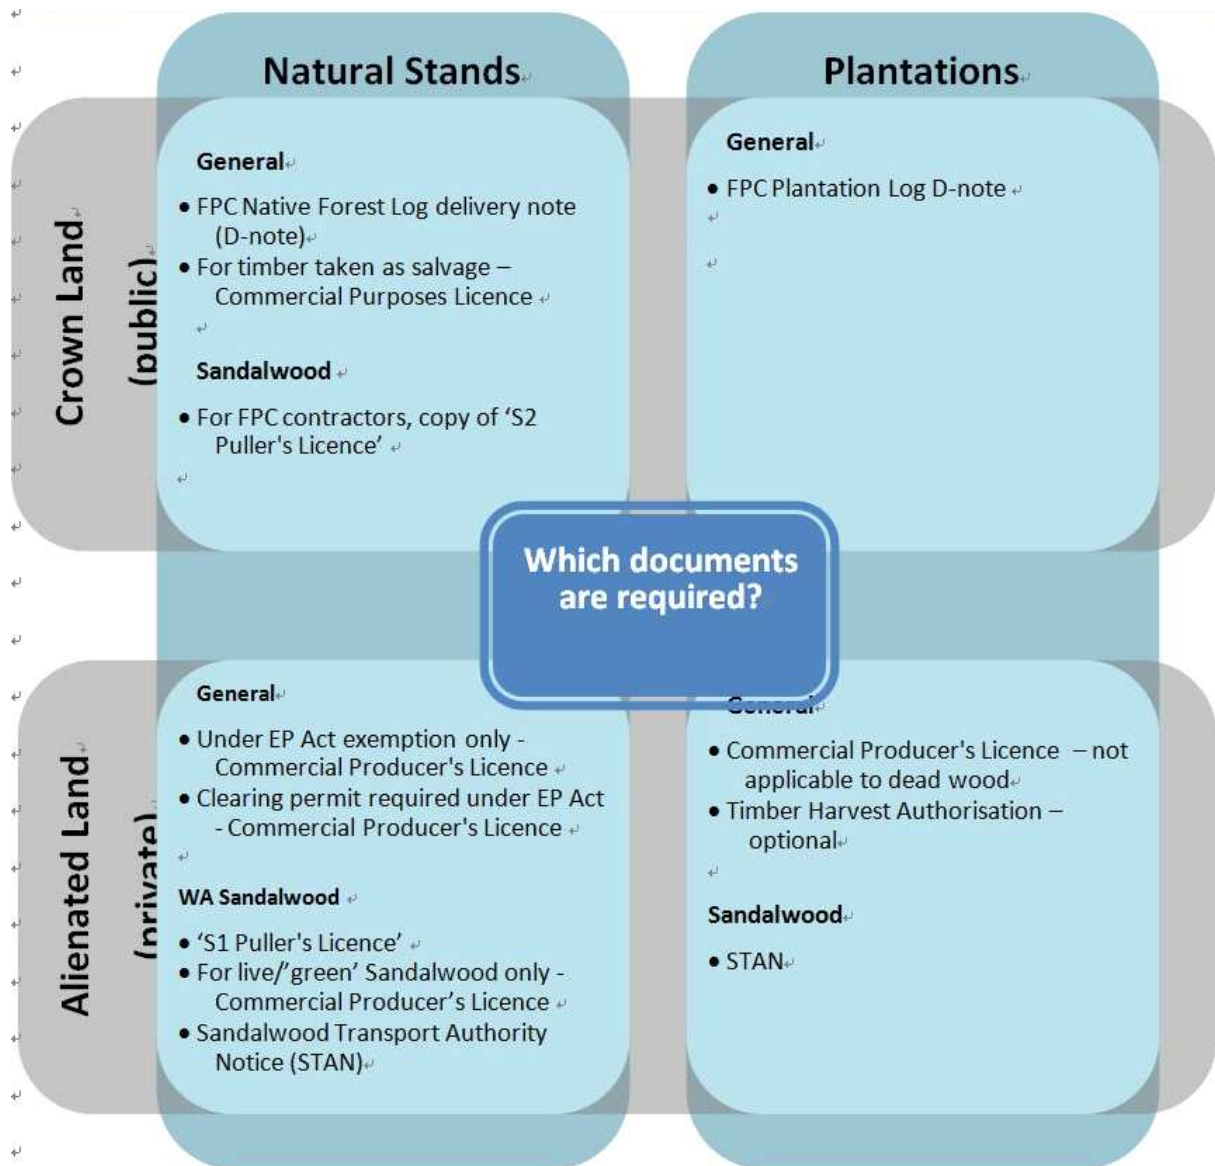 Natural Stands
Plantations
Crown Land
(public)
General
• FPC Native Forest Log delivery note
(D-note)
• For timber taken as salvage –
Commercial Purposes Licence
Sandalwood
• For FPC contractors, copy of ‘S2
Puller's Licence’
General
• FPC Plantation Log D-note
Which documents
are required?
Alienated Land
(private)
General
• Under EP Act exemption only -
Commercial Producer's Licence
• Clearing permit required under EP Act
- Commercial Producer's Licence
WA Sandalwood
• ‘S1 Puller's Licence’
• For live/’green’ Sandalwood only -
Commercial Producer’s Licence
• Sandalwood Transport Authority
Notice (STAN)
General
• Commercial Producer's Licence – not
applicable to dead wood
• Timber Harvest Authorisation –
optional
Sandalwood
• STAN